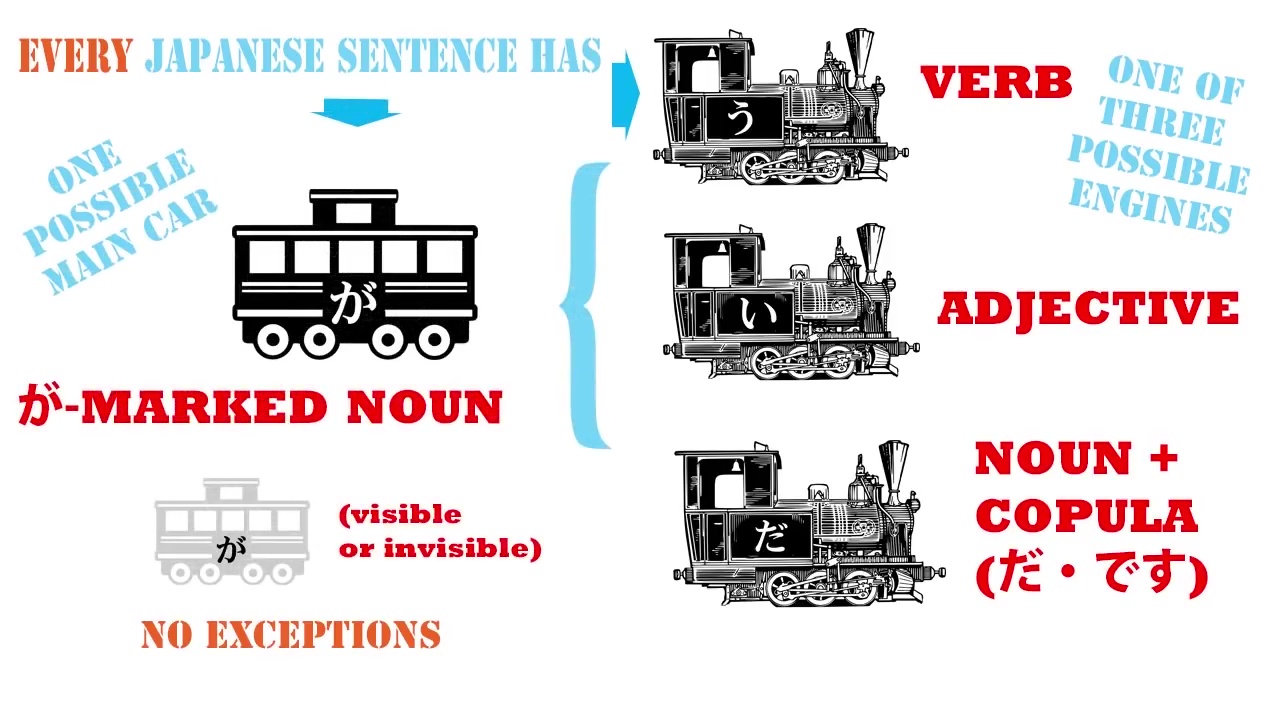 EVERY JAPANESE SENTENCE HAS
ONE
POSSIBLE
MAIN CAR
が
が-MARKED NOUN
が
(visible
or invisible)
NO EXCEPTIONS
う
VERB
ONE OF
THREE
POSSIBLE
ENGINES
い
ADJECTIVE
だ
NOUN +
COPULA
(だ・です)